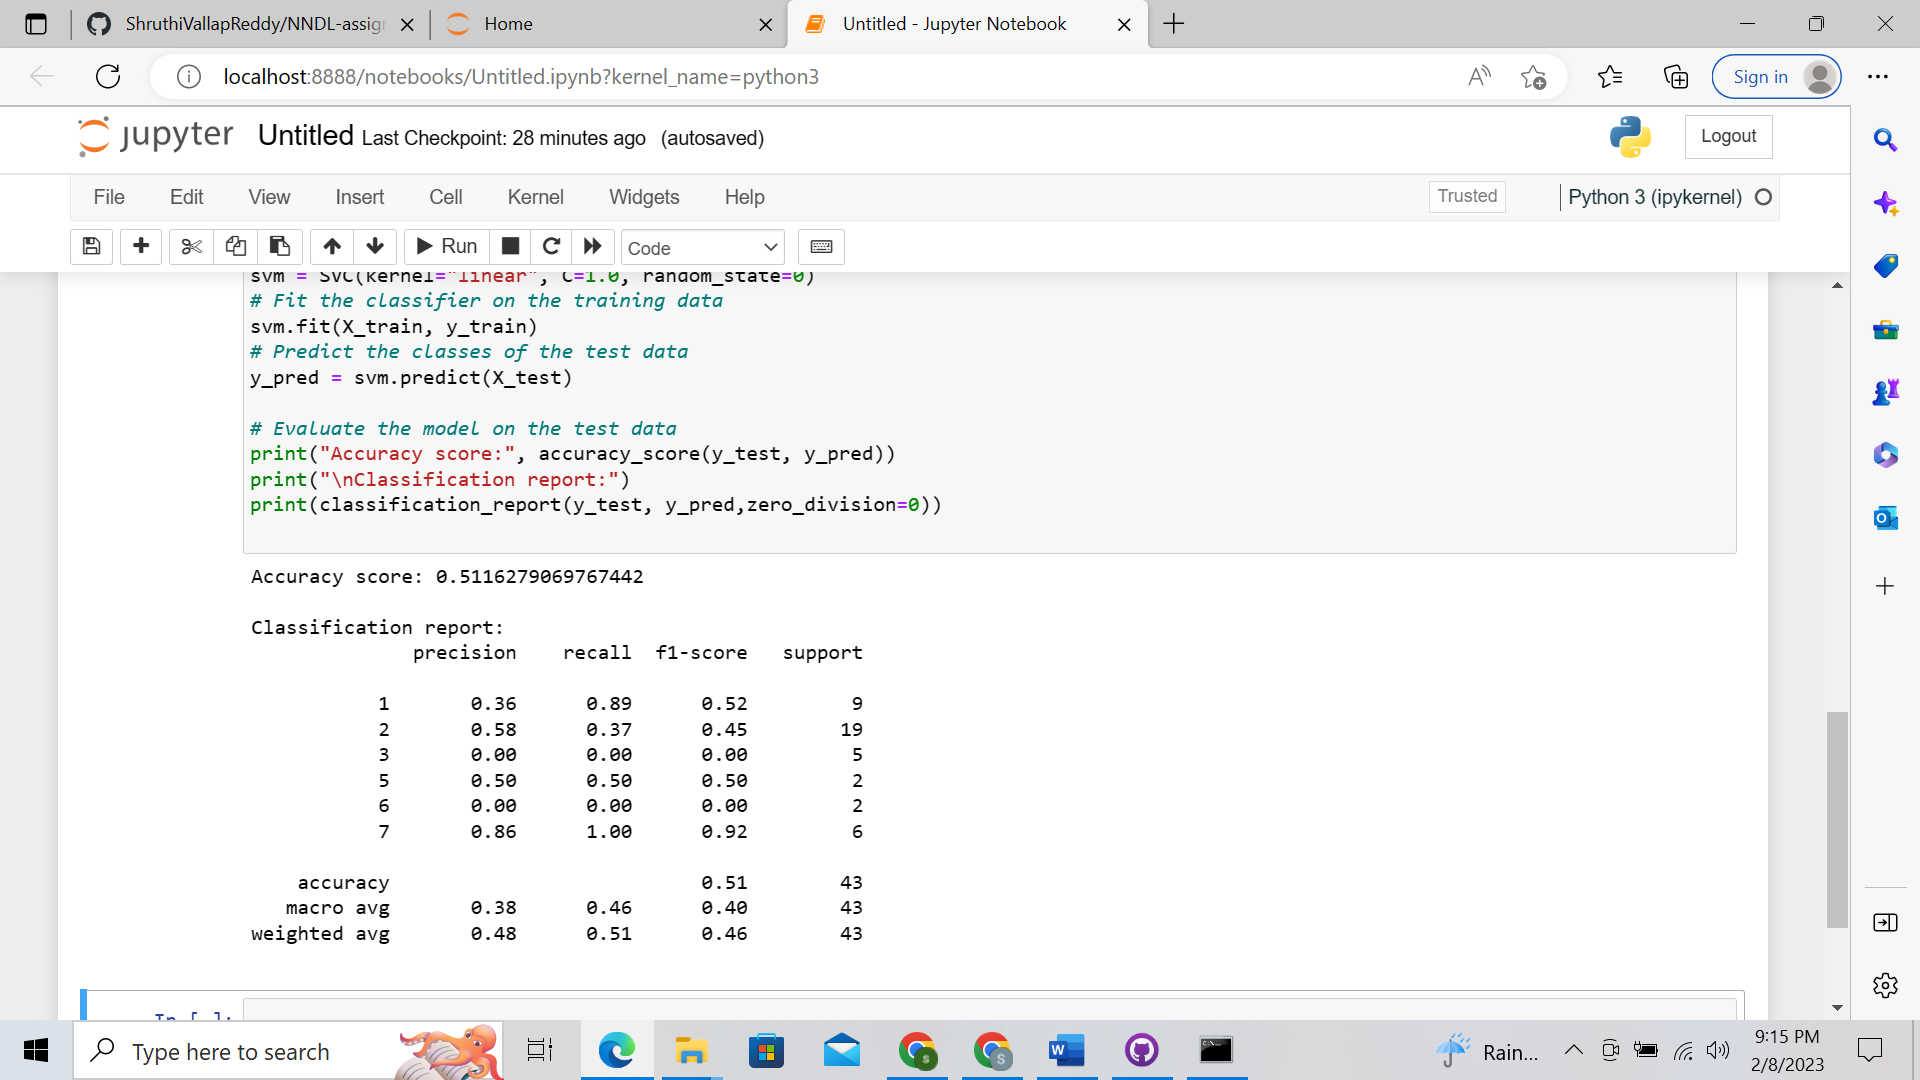 ShruthiVallapReddy/NNDL-assig
Home
Untitled - Jupyter Notebook
localhost:8888/notebooks/Untitled.ipynb?kernel_name=python3
Sign in
jupyter Untitled Last Checkpoint: 28 minutes ago (autosaved)
Logout
File Edit View Insert Cell Kernel Widgets Help
Trusted
Python 3 (ipykernel)
Run
Code
svm = SVC(kernel="linear", C=1.0, random_state=0)
# Fit the classifier on the training data
svm.fit(X_train, y_train)
# Predict the classes of the test data
y_pred = svm.predict(X_test)
# Evaluate the model on the test data
print("Accuracy score:", accuracy_score(y_test, y_pred))
print("\nClassification report:")
print(classification_report(y_test, y_pred,zero_division=0))
Accuracy score: 0.5116279069767442
Classification report:
precision recall f1-score support
1 0.36 0.89 0.52 9
2 0.58 0.37 0.45 19
3 0.00 0.00 0.00 5
5 0.50 0.50 0.50 2
6 0.00 0.00 0.00 2
7 0.86 1.00 0.92 6
accuracy 0.51 43
macro avg 0.38 0.46 0.40 43
weighted avg 0.48 0.51 0.46 43
In [ ]:
Type here to search
Rain...
9:15 PM
2/8/2023